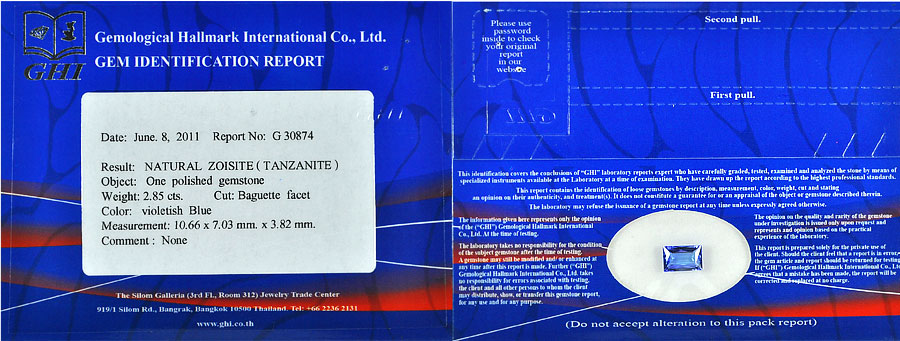 GHI
Gemological Hallmark International Co., Ltd.
GEM IDENTIFICATION REPORT
Date: June. 8, 2011 Report No: G 30874
Result: NATURAL ZOISITE ( TANZANITE )
Object: One polished gemstone
Weight: 2.85 cts. Cut: Baguette facet
Color: violetish Blue
Measurement: 10.66 x 7.03 mm. x 3.82 mm.
Comment : None
The Silom Galleria (3rd Fl., Room 312) Jewelry Trade Center
919/1 Silom Rd., Bangrak, Bangkok 10500 Thailand. Tel: +66 2236 2131
www.ghi.co.th
Please use
password
inside to check
your original
report
in our
website
Second pull.
First pull.
This identification covers the conclusions of "GHI" laboratory reports expert who have carefully graded, tested, examined and analyzed the stone by means of
specialized instruments available at the Laboratory at a time of examination. They have drawn up the report according to the highest professional standards.
This report contains the identification of loose gemstones by description, measurement, color, weight, cut and stating
an opinion on their authenticity, and treatment(s). It does not constitute a guarantee for or an appraisal of the object or gemstone described therein.
The laboratory may refuse the issuance of a gemstone report at any time unless expressly agreed otherwise.
The information given here represents only the opinion
of the ("GHI") Gemological Hallmark International
Co., Ltd. At the time of testing.
The laboratory takes no responsibility for the condition
of the subject gemstone after the time of testing.
A gemstone may still be modified and/ or enhanced at
any time after this report is made. Further ("GHI")
Gemological Hallmark International Co., Ltd. takes
no responsibility for errors associated with testing,
the client and all other persons to whom the client
may distribute, show, or transfer this gemstone report,
for any use and for any purpose.
The opinion on the quality and rarity of the gemstone
under investigation is issued only upon request and
represents and opinion based on the practical
experience of the laboratory.
This report is prepared solely for the private use of
the client. Should the client feel that a report is in error,
the gem article and report should be returned for testing.
If ("GHI") Gemological Hallmark International Co., Ltd
agrees that a mistake has been made, the report will be
corrected and replaced at no charge.
(Do not accept alteration to this pack report)